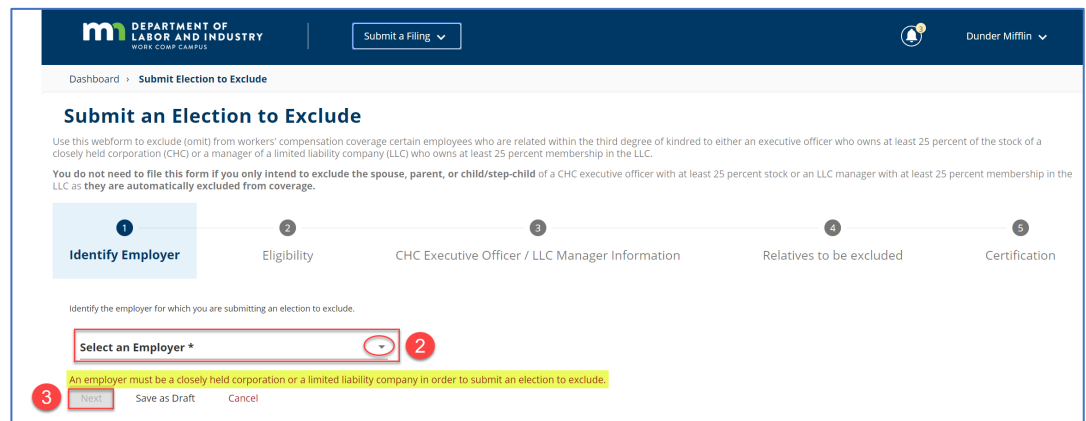 DEPARTMENT OF
LABOR AND INDUSTRY
WORK COMP CAMPUS
Submit a Filing
3
Dunder Mifflin
Dashboard › Submit Election to Exclude
Submit an Election to Exclude
Use this webform to exclude (omit) from workers' compensation coverage certain employees who are related within the third degree of kindred to either an executive officer who owns at least 25 percent of the stock of a
closely held corporation (CHC) or a manager of a limited liability company (LLC) who owns at least 25 percent membership in the LLC.
You do not need to file this form if you only intend to exclude the spouse, parent, or child/step-child of a CHC executive officer with at least 25 percent stock or an LLC manager with at least 25 percent membership in the
LLC as they are automatically excluded from coverage.
1 2 3 4 5
Identify Employer Eligibility CHC Executive Officer / LLC Manager Information Relatives to be excluded Certification
Identify the employer for which you are submitting an election to exclude.
Select an Employer * 2
An employer must be a closely held corporation or a limited liability company in order to submit an election to exclude.
3 Next Save as Draft Cancel